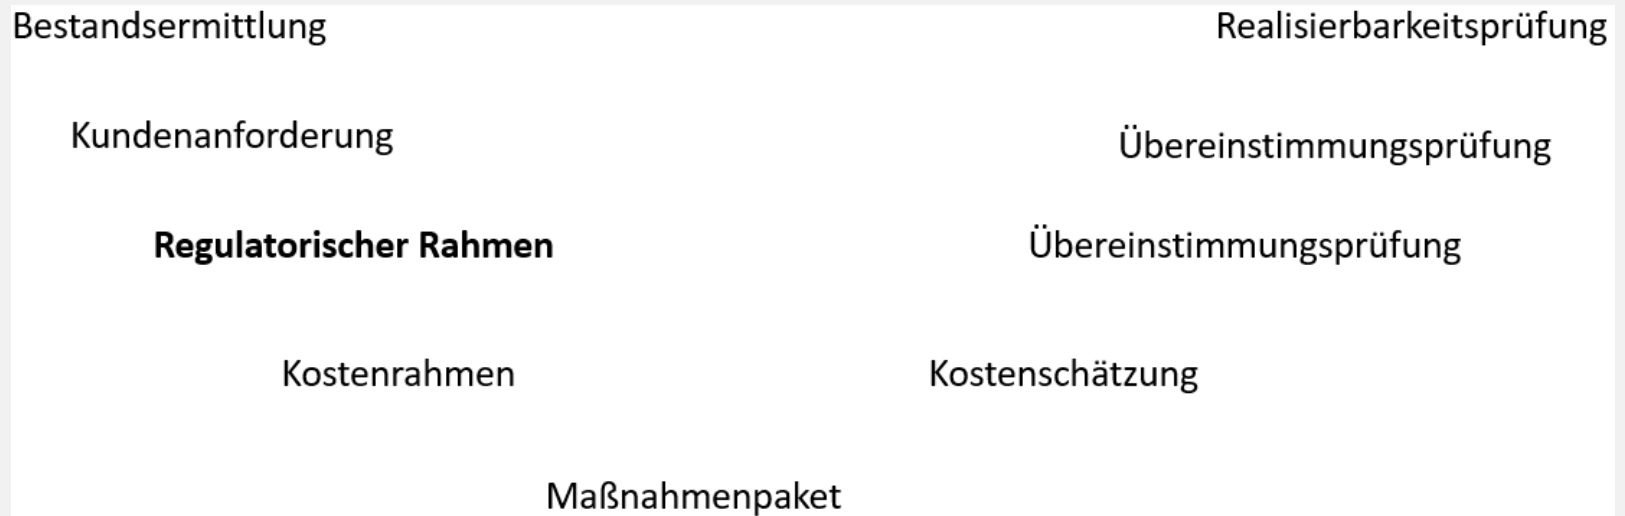 Bestandsermittlung
Realisierbarkeitsprüfung
Kundenanforderung
Übereinstimmungsprüfung
Regulatorischer Rahmen
Übereinstimmungsprüfung
Kostenrahmen
Kostenschätzung
Maßnahmenpaket